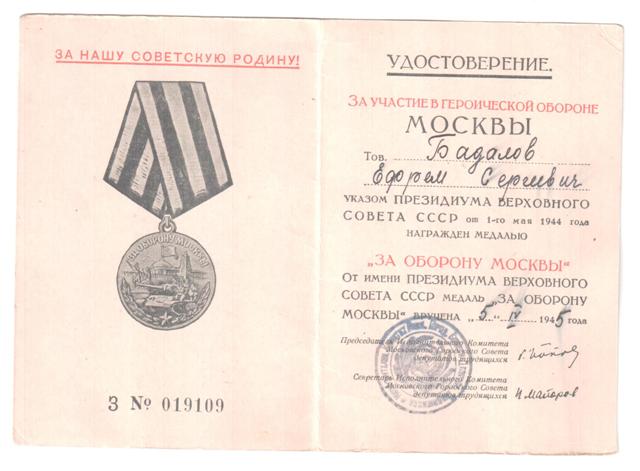 ЗА НАШУ СОВЕТСКУЮ РОДИНУ!
ЗА ОБОРОНУ МОСКВЫ
З № 019109
УДОСТОВЕРЕНИЕ.
ЗА УЧАСТИЕ В ГЕРОИЧЕСКОЙ ОБОРОНЕ
МОСКВЫ
Тов. Бадалов
Ефрем Сергеевич
УКАЗОМ ПРЕЗИДИУМА ВЕРХОВНОГО
СОВЕТА СССР от 1-го мая 1944 года
НАГРАЖДЕН МЕДАЛЬЮ
„ЗА ОБОРОНУ МОСКВЫ“
От имени ПРЕЗИДИУМА ВЕРХОВНОГО
СОВЕТА СССР МЕДАЛЬ „ЗА ОБОРОНУ
МОСКВЫ“ ВРУЧЕНА „5“ IV 1945 года
Председатель Исполнительного Комитета
Московского Городского Совета
депутатов трудящихся
Секретарь Исполнительного Комитета
Московского Городского Совета
депутатов трудящихся